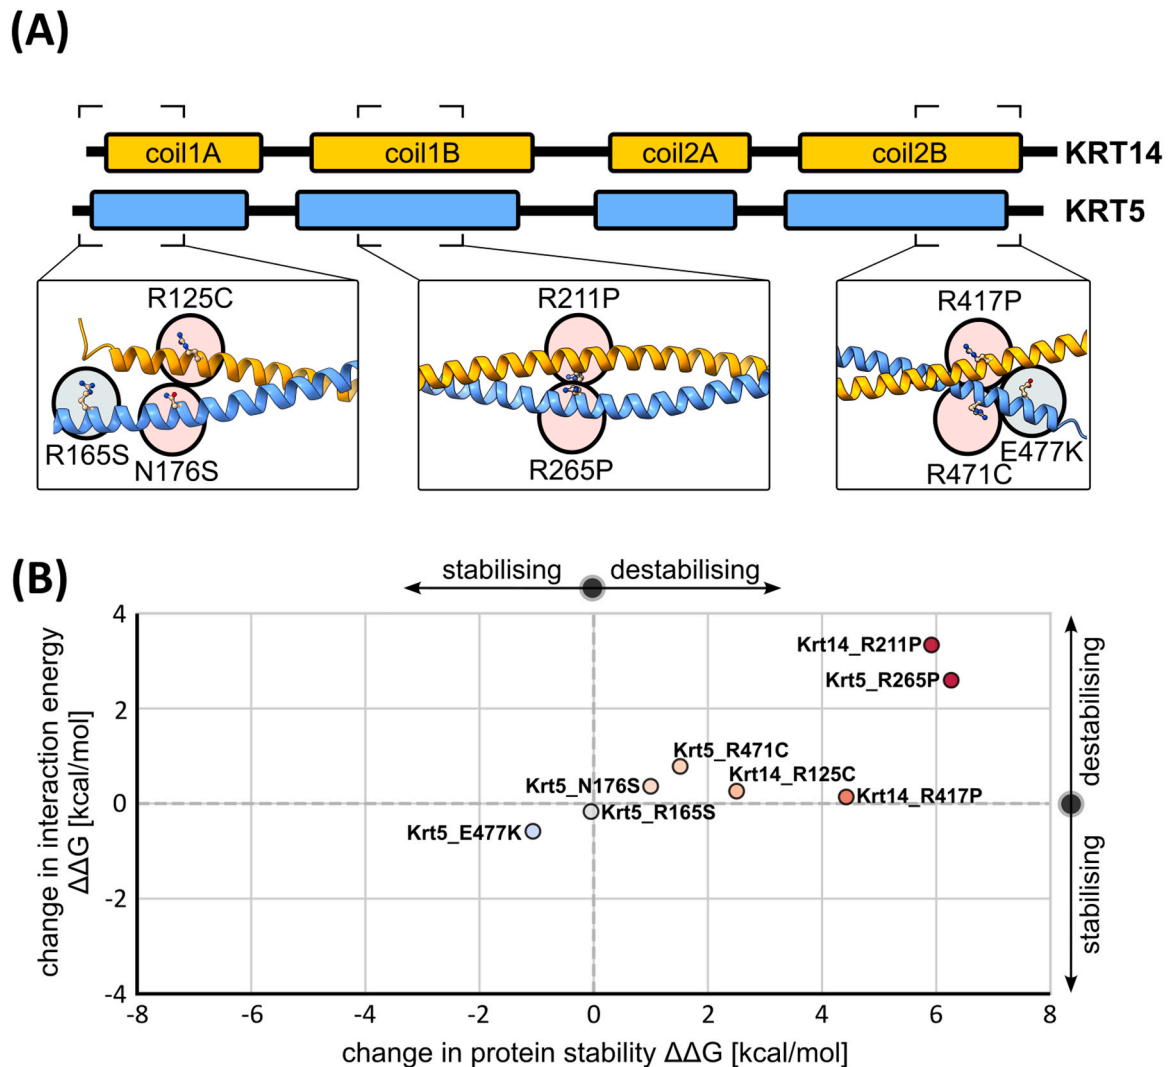 (A)
coil1A coil1B coil2A coil2B KRT14
KRT5
R125C R211P R417P
R165S
N176S R265P R471C
E477K
(B)
stabilising destabilising
4
2
0
-2
-4
change in interaction energy
ΔΔG [kcal/mol]
Krt14_R211P
Krt5_R265P
Krt5_R471C
Krt14_R125C
Krt5_N176S
Krt14_R417P
Krt5_R165S
Krt5_E477K
destabilising
stabilising
-8 -6 -4 -2 0 2 4 6 8
change in protein stability ΔΔG [kcal/mol]